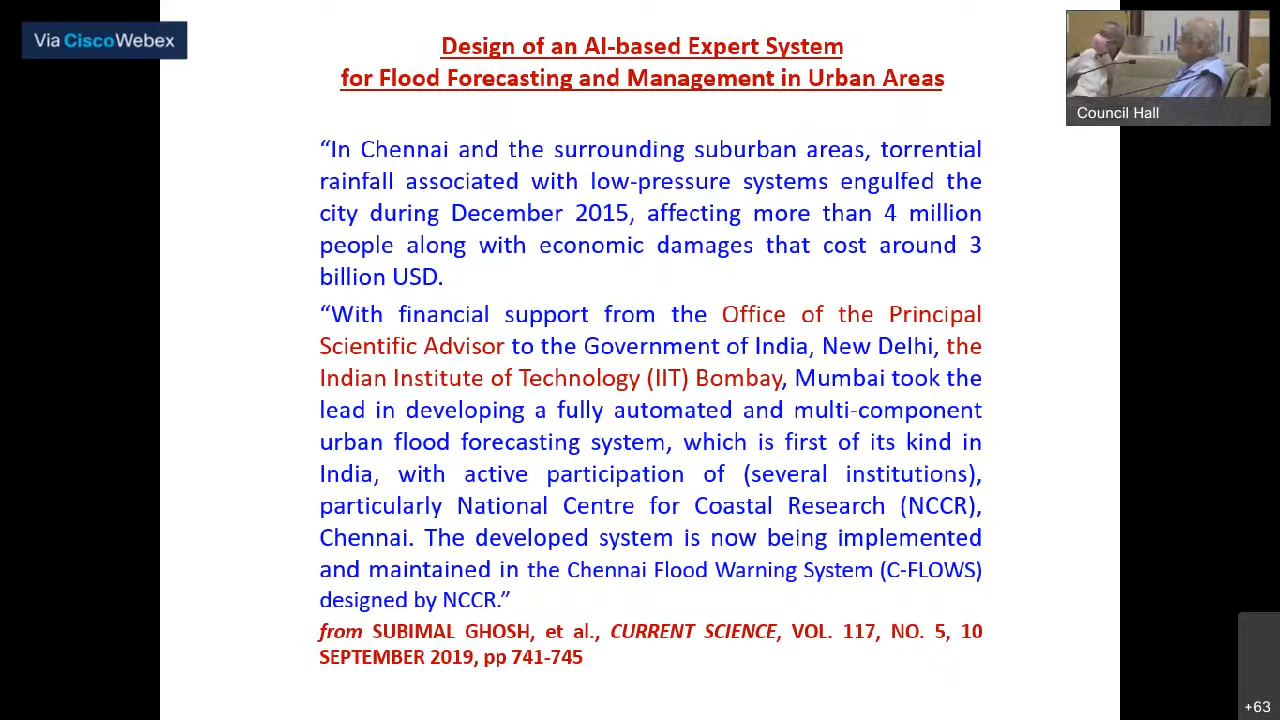 Via CiscoWebex
Design of an AI-based Expert System
for Flood Forecasting and Management in Urban Areas
Council Hall
“In Chennai and the surrounding suburban areas, torrential
rainfall associated with low-pressure systems engulfed the
city during December 2015, affecting more than 4 million
people along with economic damages that cost around 3
billion USD.
“With financial support from the Office of the Principal
Scientific Advisor to the Government of India, New Delhi, the
Indian Institute of Technology (IIT) Bombay, Mumbai took the
lead in developing a fully automated and multi-component
urban flood forecasting system, which is first of its kind in
India, with active participation of (several institutions),
particularly National Centre for Coastal Research (NCCR),
Chennai. The developed system is now being implemented
and maintained in the Chennai Flood Warning System (C-FLOWS)
designed by NCCR.”
from SUBIMAL GHOSH, et al., CURRENT SCIENCE, VOL. 117, NO. 5, 10
SEPTEMBER 2019, pp 741-745
+63